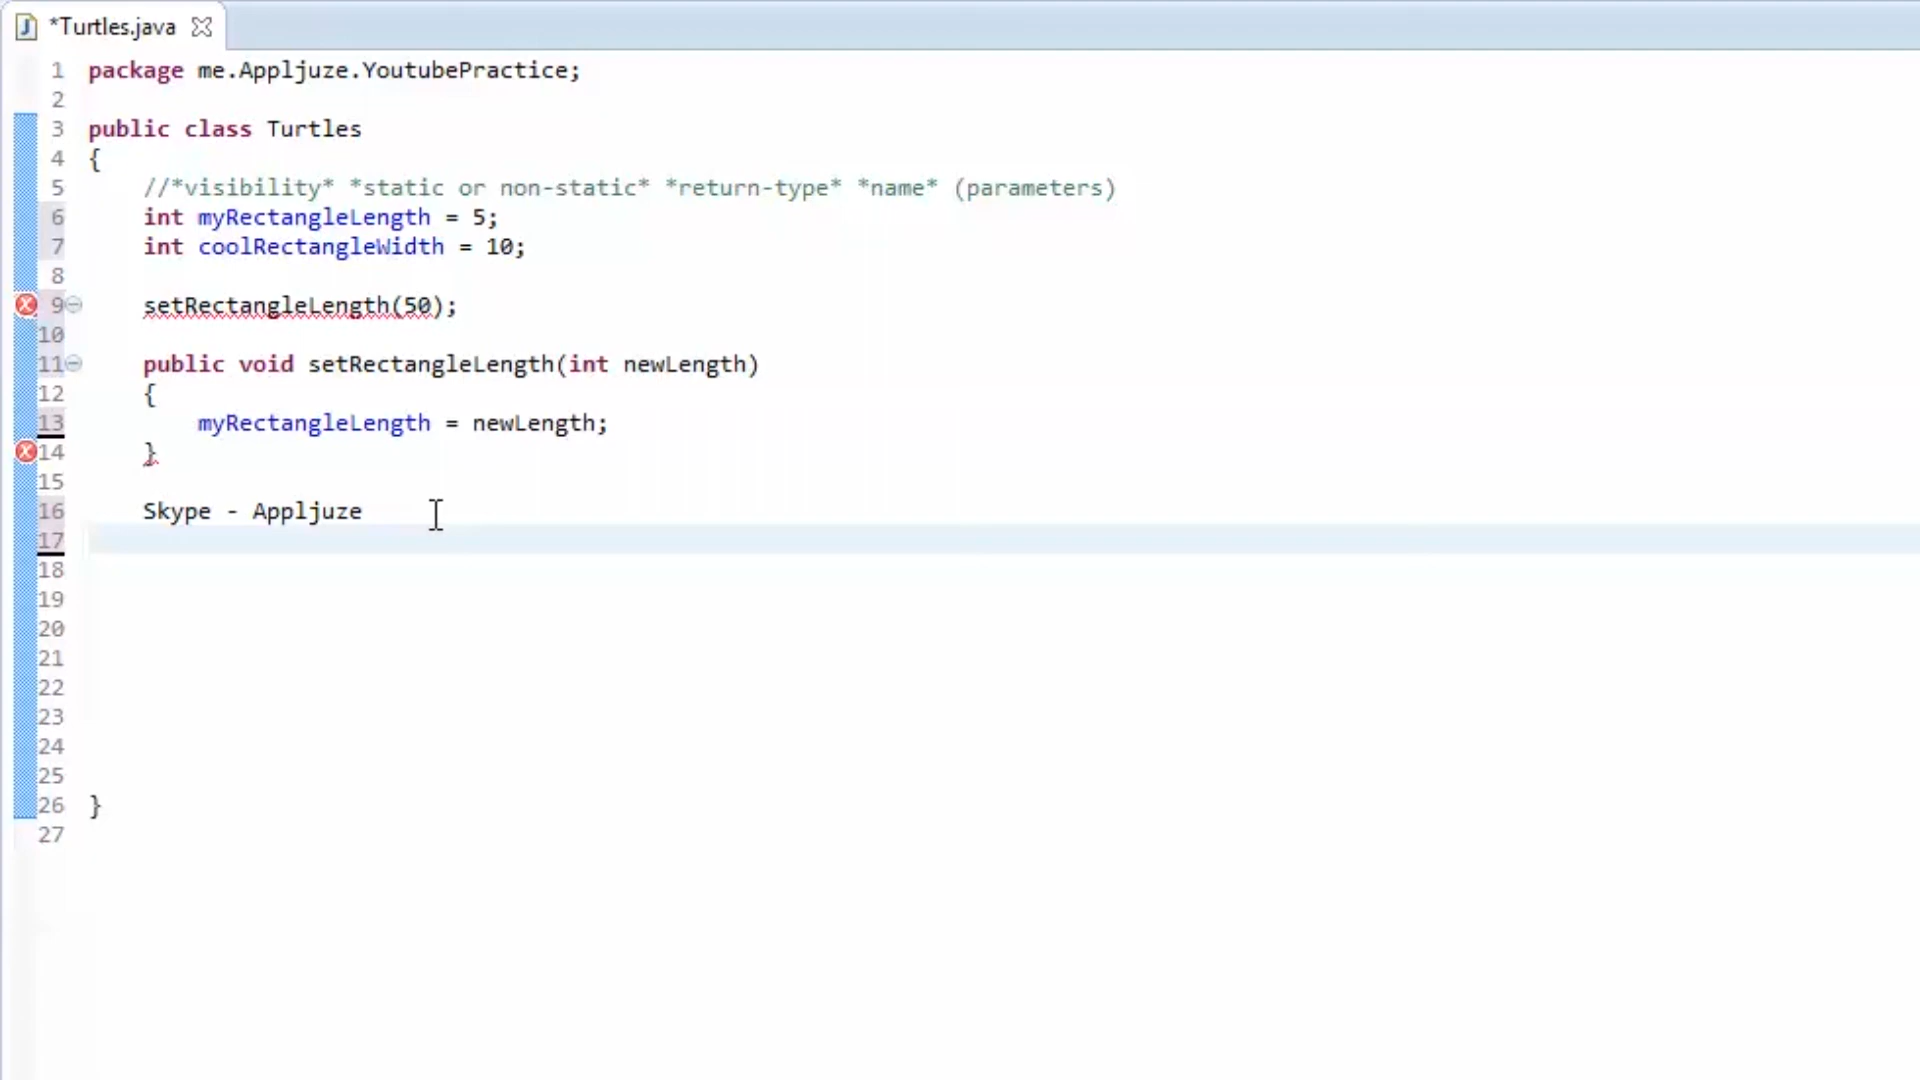 *Turtles.java
1 package me.Appljuze.YoutubePractice;
2
3 public class Turtles
4 {
5 //*visibility* *static or non-static* *return-type* *name* (parameters)
6 int myRectangleLength = 5;
7 int coolRectangleWidth = 10;
8
9 setRectangleLength(50);
10
11 public void setRectangleLength(int newLength)
12 {
13 myRectangleLength = newLength;
14 }
15
16 Skype - Appljuze
17
18
19
20
21
22
23
24
25
26 }
27